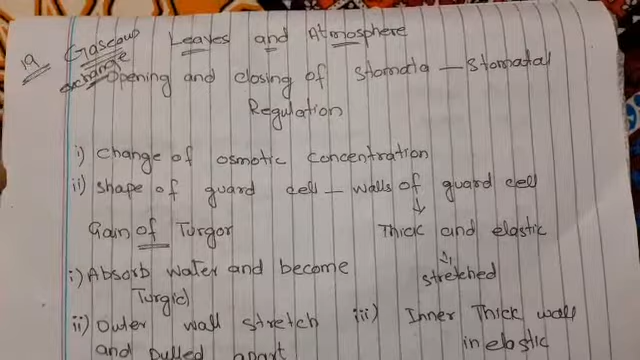 19 Gaseous Leaves and Atmosphere
exchange
Opening and closing of stomata — Stomatal
Regulation
i) change of osmotic concentration
ii) shape of guard cell — walls of guard cell
↓
Gain of Turgor Thick and elastic
↓
i) Absorb water and become stretched
Turgid
ii) Outer wall stretch iii) Inner Thick wall
and pulled apart inelastic